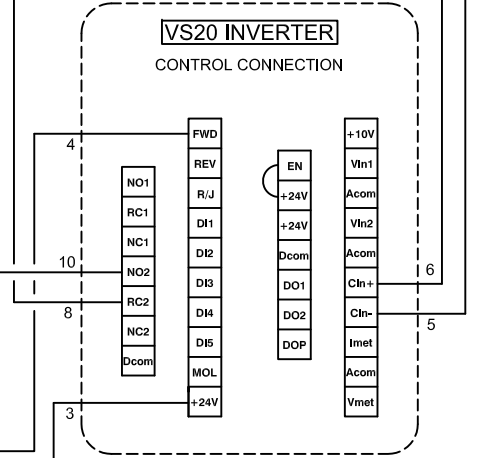 VS20 INVERTER
CONTROL CONNECTION
4
10
8
3
NO1
RC1
NC1
NO2
RC2
NC2
Dcom
FWD
REV
R/J
DI1
DI2
DI3
DI4
DI5
MOL
+24V
EN
+24V
+24V
Dcom
DO1
DO2
DOP
+10V
VIn1
Acom
VIn2
Acom
CIn+
CIn-
Imet
Acom
Vmet
6
5